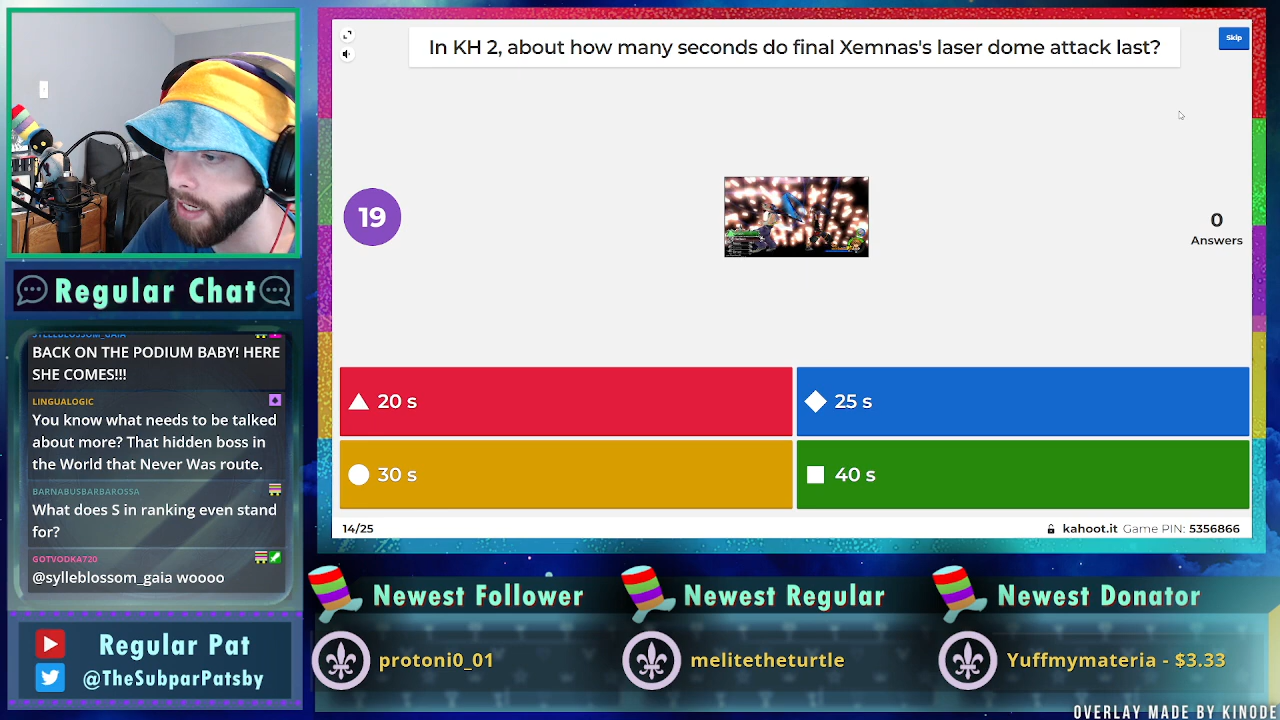 In KH 2, about how many seconds do final Xemnas's laser dome attack last?
Skip
19
0
Answers
20 s
25 s
30 s
40 s
14/25
kahoot.it Game PIN: 5356866
Regular Chat
SYLLEBLOSSOM_GAIA
BACK ON THE PODIUM BABY! HERE
SHE COMES!!!
LINGUALOGIC
You know what needs to be talked
about more? That hidden boss in
the World that Never Was route.
BARNABUSBARBAROSSA
What does S in ranking even stand
for?
GOTVODKA720
@sylleblossom_gaia woooo
Regular Pat
@TheSubparPatsby
Newest Follower
protoni0_01
Newest Regular
melitetheturtle
Newest Donator
Yuffmymateria - $3.33
OVERLAY MADE BY KINODE